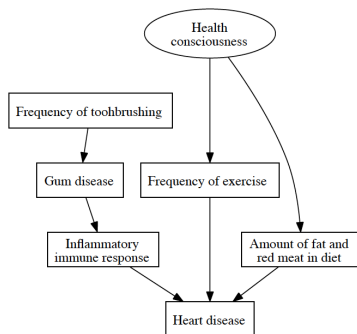 Health
consciousness
Frequency of toohbrushing
Gum disease
Frequency of exercise
Inflammatory
immune response
Amount of fat and
red meat in diet
Heart disease